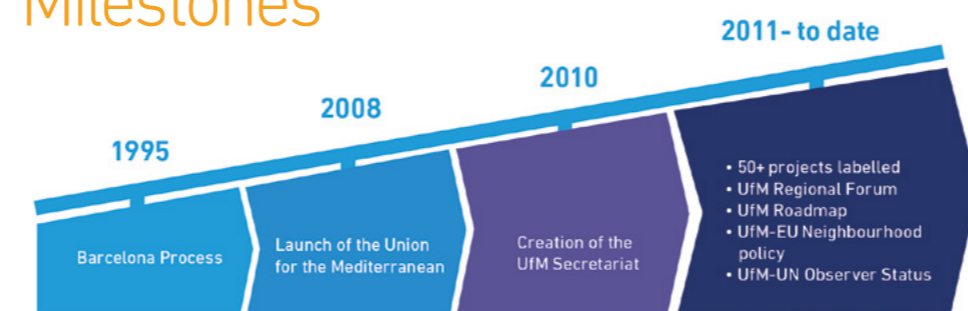 Milestones
1995
2008
2010
2011- to date
Barcelona Process
Launch of the Union
for the Mediterranean
Creation of the
UfM Secretariat
• 50+ projects labelled
• UfM Regional Forum
• UfM Roadmap
• UfM-EU Neighbourhood
policy
• UfM-UN Observer Status